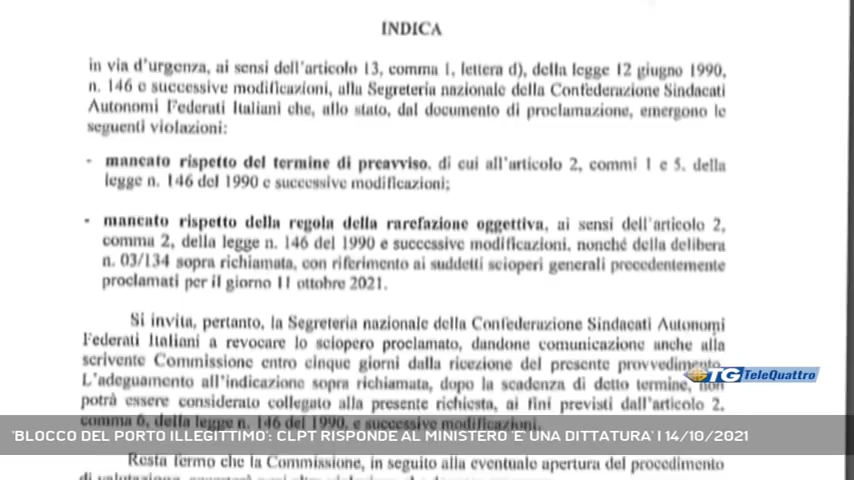 INDICA
in via d'urgenza, ai sensi dell'articolo 13, comma 1, lettera d), della legge 12 giugno 1990,
n. 146 e successive modificazioni, alla Segreteria nazionale della Confederazione Sindacati
Autonomi Federati Italiani che, allo stato, dal documento di proclamazione, emergono le
seguenti violazioni:
- mancato rispetto del termine di preavviso, di cui all'articolo 2, commi 1 e 5, della
legge n. 146 del 1990 e successive modificazioni;
- mancato rispetto della regola della rarefazione oggettiva, ai sensi dell'articolo 2,
comma 2, della legge n. 146 del 1990 e successive modificazioni, nonché della delibera
n. 03/134 sopra richiamata, con riferimento ai suddetti scioperi generali precedentemente
proclamati per il giorno 11 ottobre 2021.
Si invita, pertanto, la Segreteria nazionale della Confederazione Sindacati Autonomi
Federati Italiani a revocare lo sciopero proclamato, dandone comunicazione anche alla
scrivente Commissione entro cinque giorni dalla ricezione del presente provvedimento.
L'adeguamento all'indicazione sopra richiamata, dopo la scadenza di detto termine, non
potrà essere considerato collegato alla presente richiesta, ai fini previsti dall'articolo 2,
comma 6, della legge n. 146 del 1990, e successive modificazioni.
TG TeleQuattro
'BLOCCO DEL PORTO ILLEGITTIMO': CLPT RISPONDE AL MINISTERO 'E' UNA DITTATURA' | 14/10/2021
Resta fermo che la Commissione, in seguito alla eventuale apertura del procedimento
di valutazione,